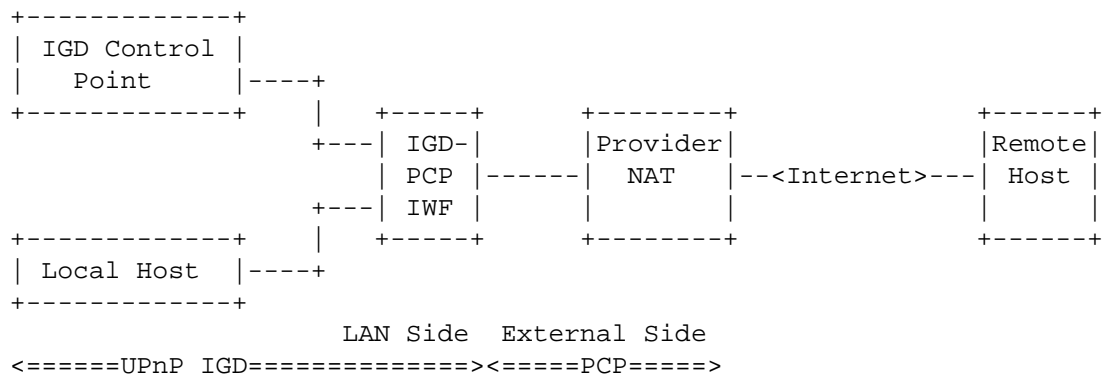 +-------------+
| IGD Control |
|   Point     |----+
+-------------+    |   +-----+       +--------+               +------+
                   +---| IGD-|       |Provider|               |Remote|
                       | PCP |------|  NAT   |--<Internet>---| Host |
                   +---| IWF |       |        |               |      |
+-------------+    |   +-----+       +--------+               +------+
| Local Host  |----+
+-------------+
                     LAN Side  External Side
<======UPnP IGD==============><=====PCP=====>